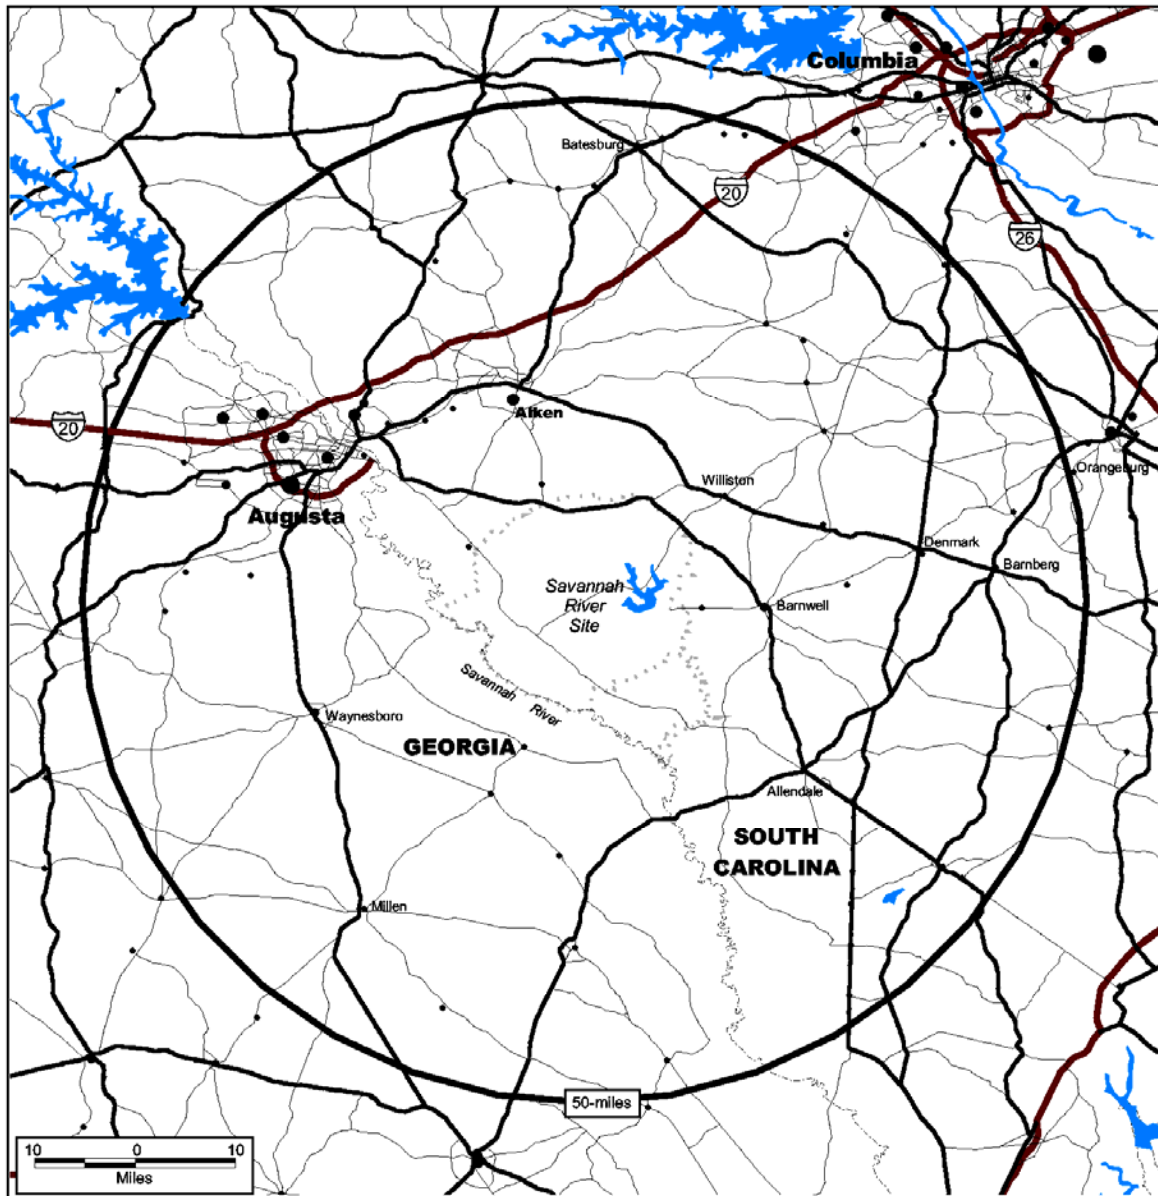 Columbia
Batesburg
20
26
Aiken
20
Orangeburg
Williston
Augusta
Denmark
Barnberg
Savannah
River
Site
Barnwell
Savannah River
Waynesboro
GEORGIA
Allendale
SOUTH
CAROLINA
Millen
50-miles
10 0 10
Miles